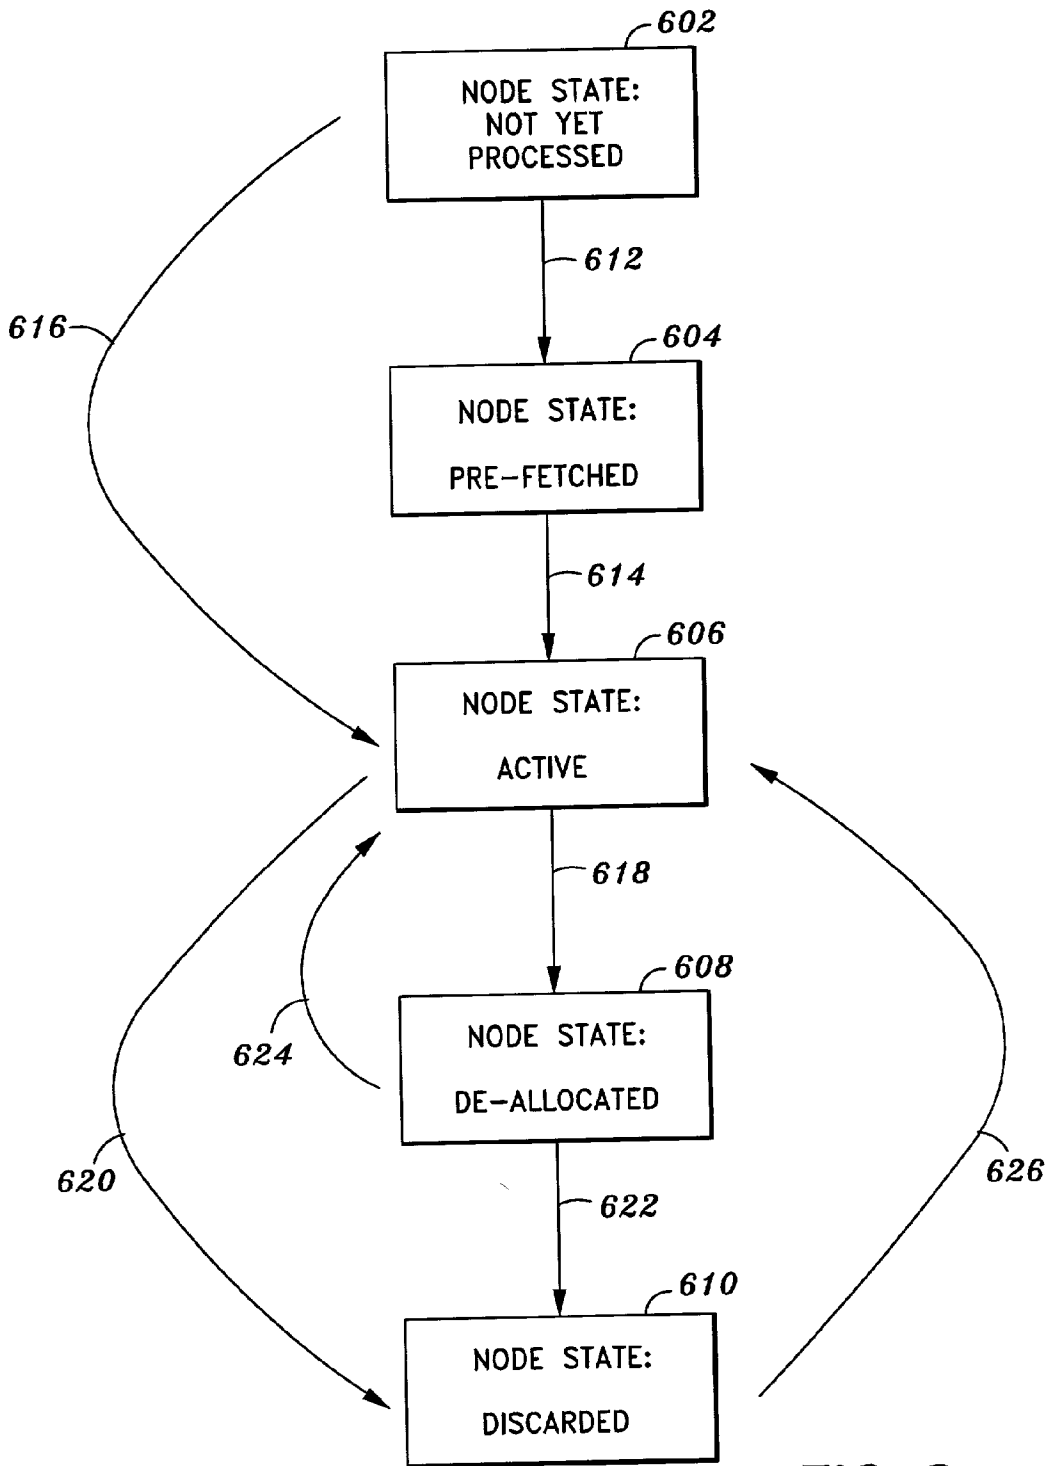 602
NODE STATE:
NOT YET
PROCESSED
612
616
604
NODE STATE:
PRE-FETCHED
614
606
NODE STATE:
ACTIVE
618
608
NODE STATE:
DE-ALLOCATED
624
620
626
622
610
NODE STATE:
DISCARDED